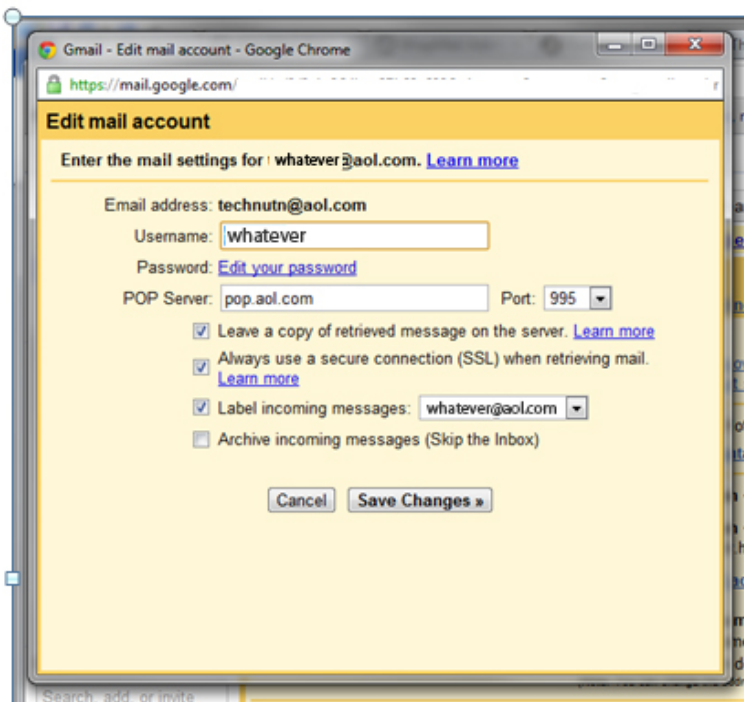 Gmail - Edit mail account - Google Chrome
https://mail.google.com/
Edit mail account
Enter the mail settings for whatever@aol.com. Learn more
Email address: technutn@aol.com
Username: whatever
Password: Edit your password
POP Server: pop.aol.com Port: 995
Leave a copy of retrieved message on the server. Learn more
Always use a secure connection (SSL) when retrieving mail.
Learn more
Label incoming messages: whatever@aol.com
Archive incoming messages (Skip the Inbox)
Cancel Save Changes »
Search, add, or invite